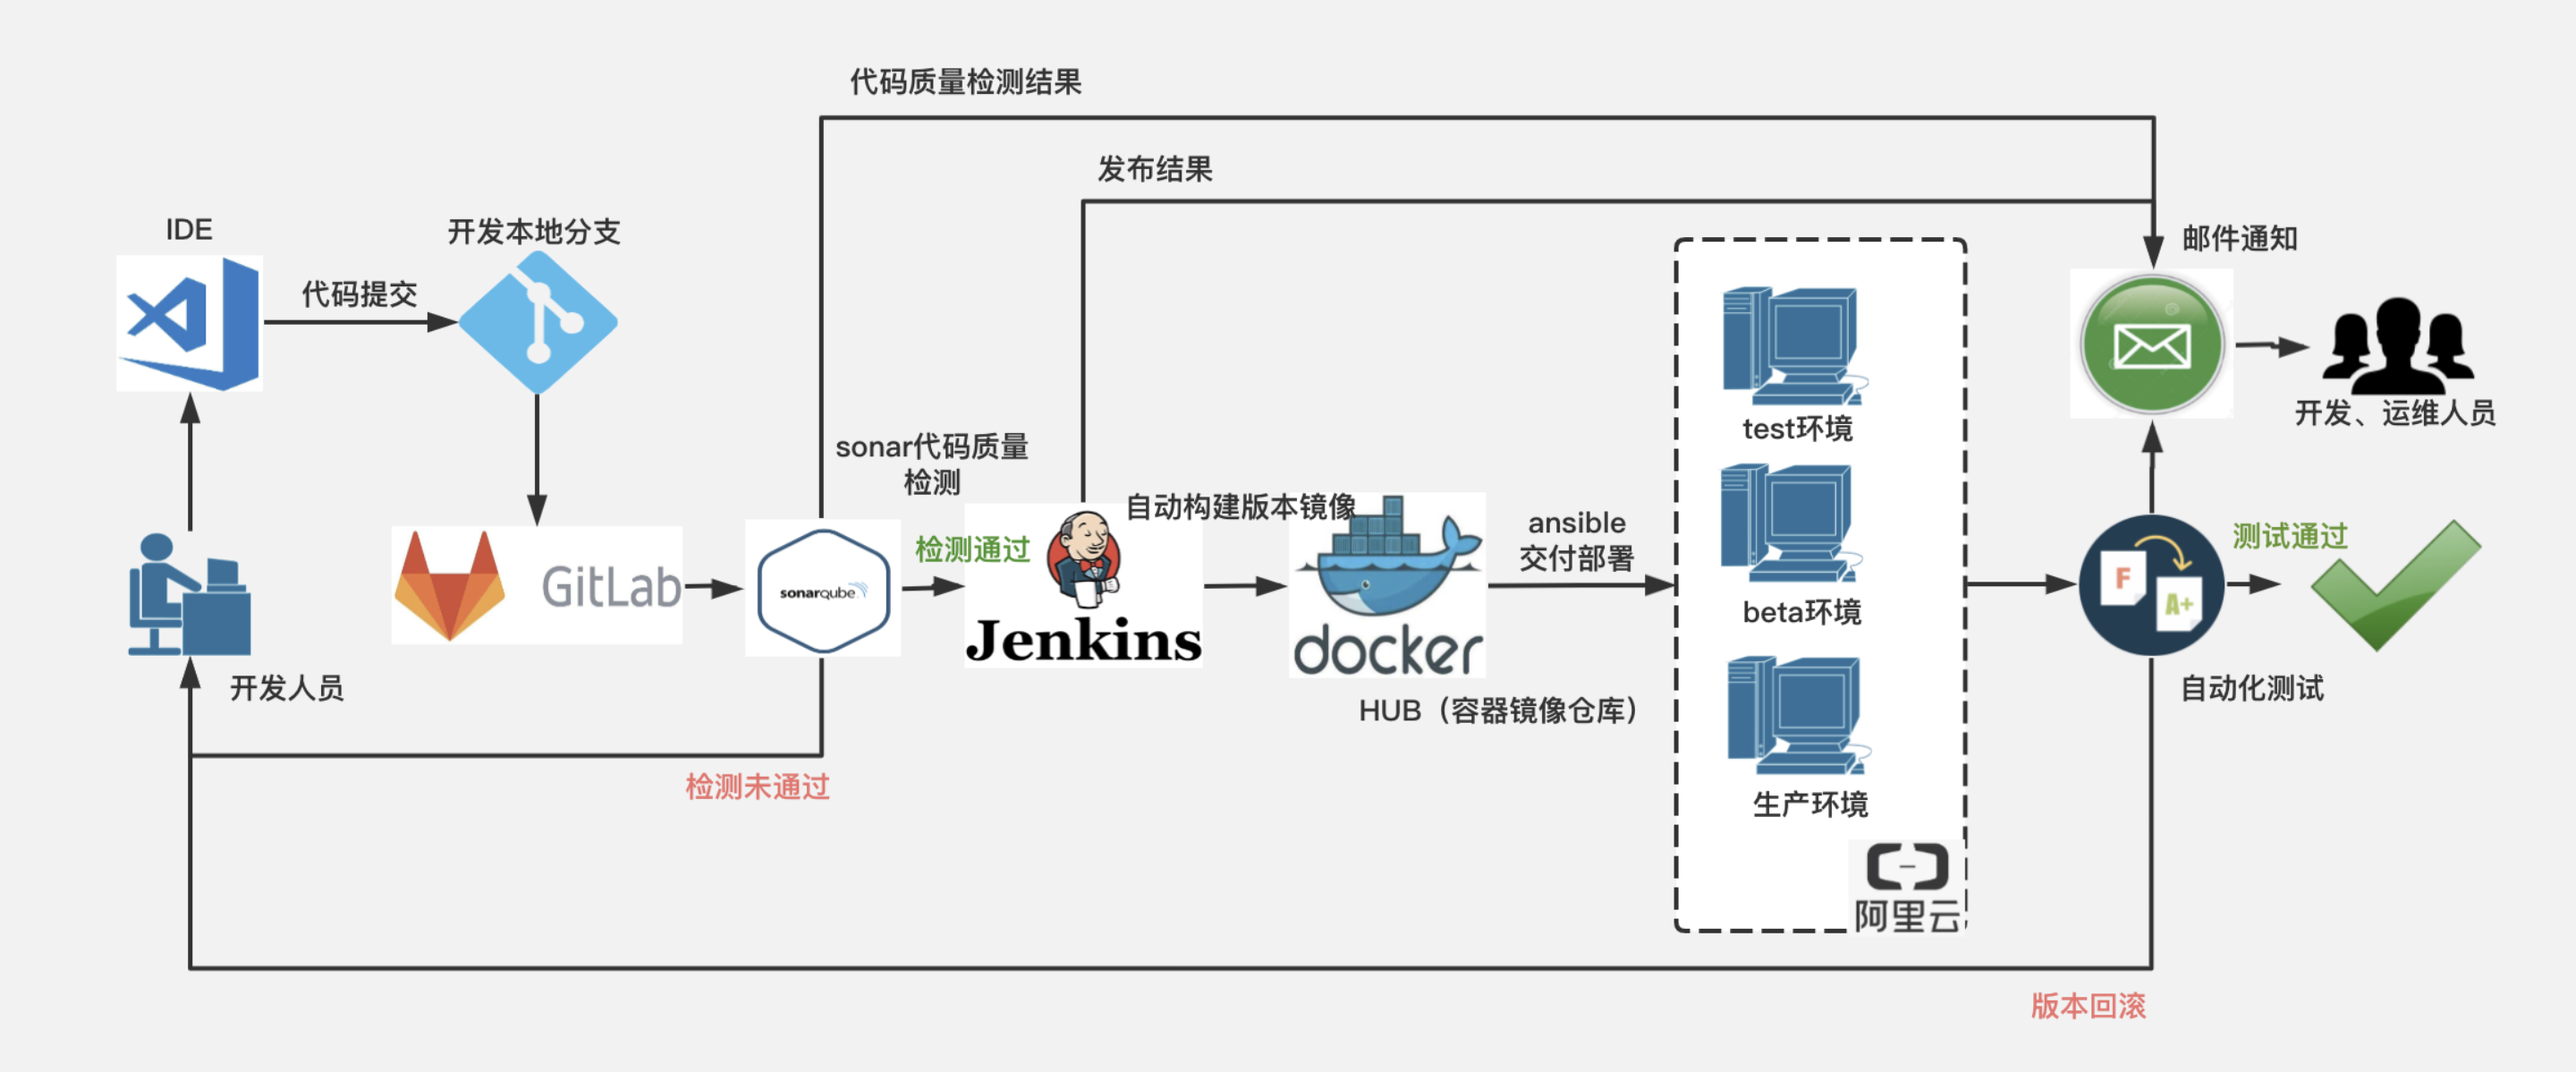 代码质量检测结果
发布结果
IDE
开发本地分支
邮件通知
代码提交
开发、运维人员
test环境
sonar代码质量
检测
自动构建版本镜像
ansible
交付部署
检测通过
测试通过
GitLab
sonarqube
Jenkins
docker
beta环境
F
A+
开发人员
HUB（容器镜像仓库）
自动化测试
检测未通过
生产环境
阿里云
版本回滚